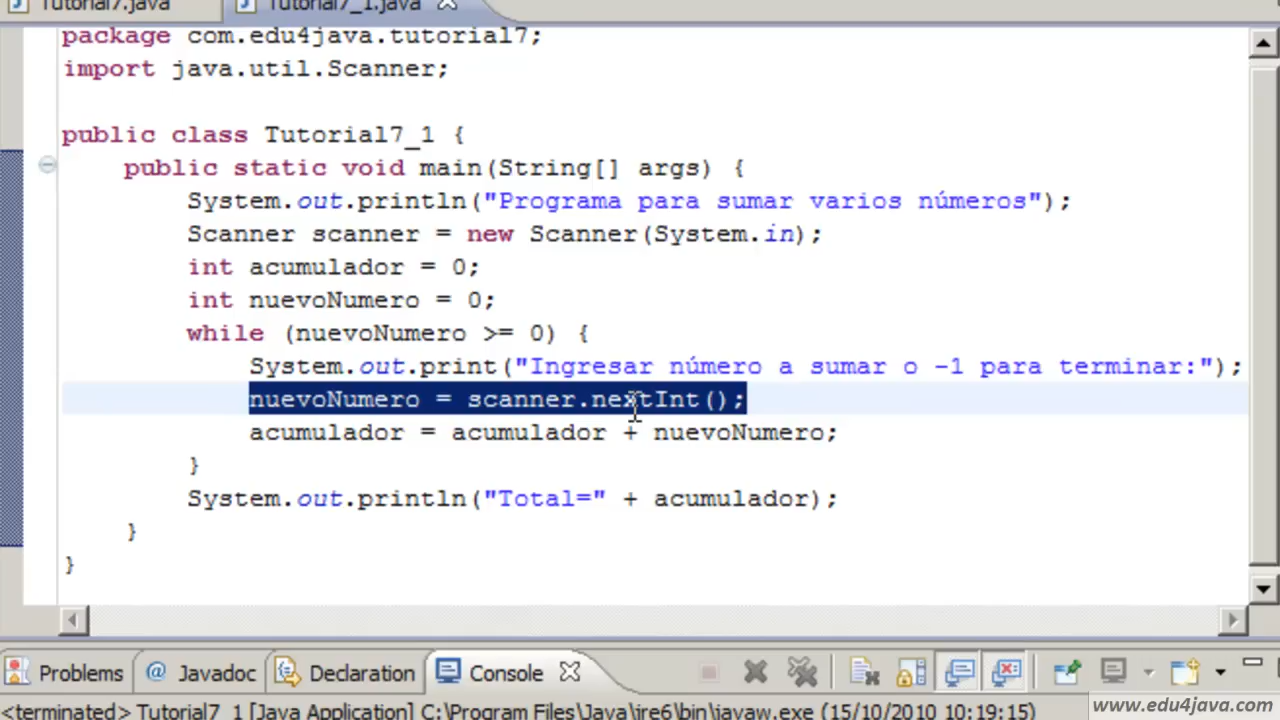 Tutorial7.java Tutorial7_1.java
package com.edu4java.tutorial7;
import java.util.Scanner;
public class Tutorial7_1 {
public static void main(String[] args) {
System.out.println("Programa para sumar varios números");
Scanner scanner = new Scanner(System.in);
int acumulador = 0;
int nuevoNumero = 0;
while (nuevoNumero >= 0) {
System.out.print("Ingresar número a sumar o -1 para terminar:");
nuevoNumero = scanner.nextInt();
acumulador = acumulador + nuevoNumero;
}
System.out.println("Total=" + acumulador);
}
}
Problems @ Javadoc Declaration Console
<terminated> Tutorial7_1 [Java Application] C:\Program Files\Java\jre6\bin\javaw.exe (15/10/2010 10:19:15)
www.edu4java.com